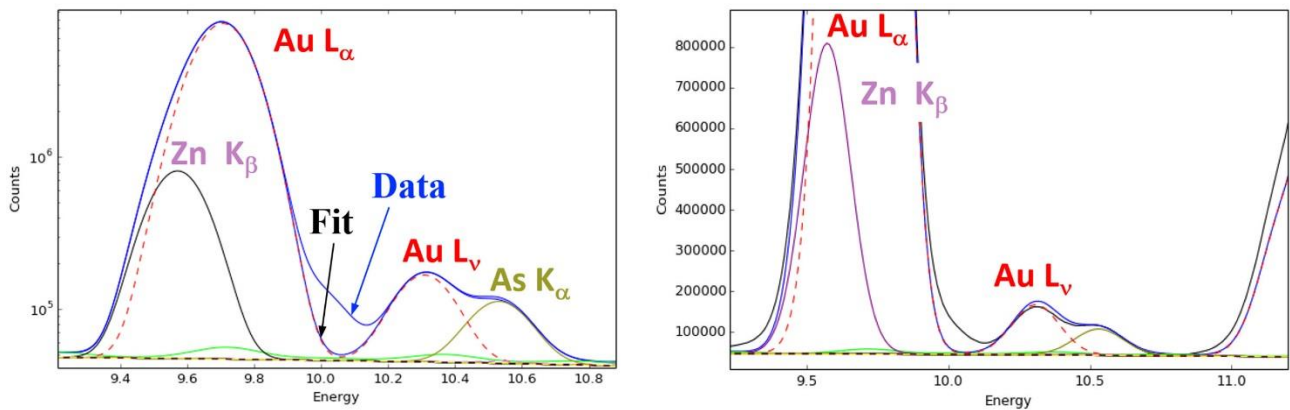 Au Lα
Zn Kβ
Data
Fit
Au Lν
As Kα
10⁶
10⁵
Counts
9.4 9.6 9.8 10.0 10.2 10.4 10.6 10.8
Energy
Au Lα
Zn Kβ
Au Lν
800000
700000
600000
500000
400000
300000
200000
100000
Counts
9.5 10.0 10.5 11.0
Energy